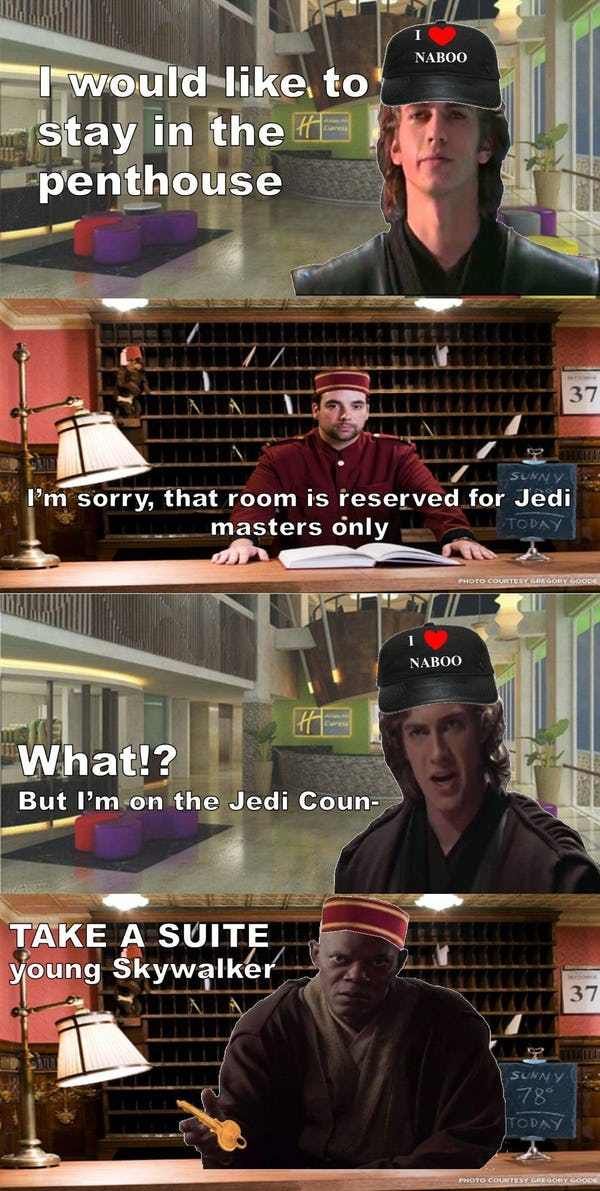 I ❤
NABOO
I would like to
stay in the
penthouse
H
37
SUNNY
I'm sorry, that room is reserved for Jedi
masters only
TODAY
PHOTO COURTESY GREGORY GOODE
I ❤
NABOO
H
What!?
But I'm on the Jedi Coun-
TAKE A SUITE
young Skywalker
37
SUNNY
78°
TODAY
PHOTO COURTESY GREGORY GOODE